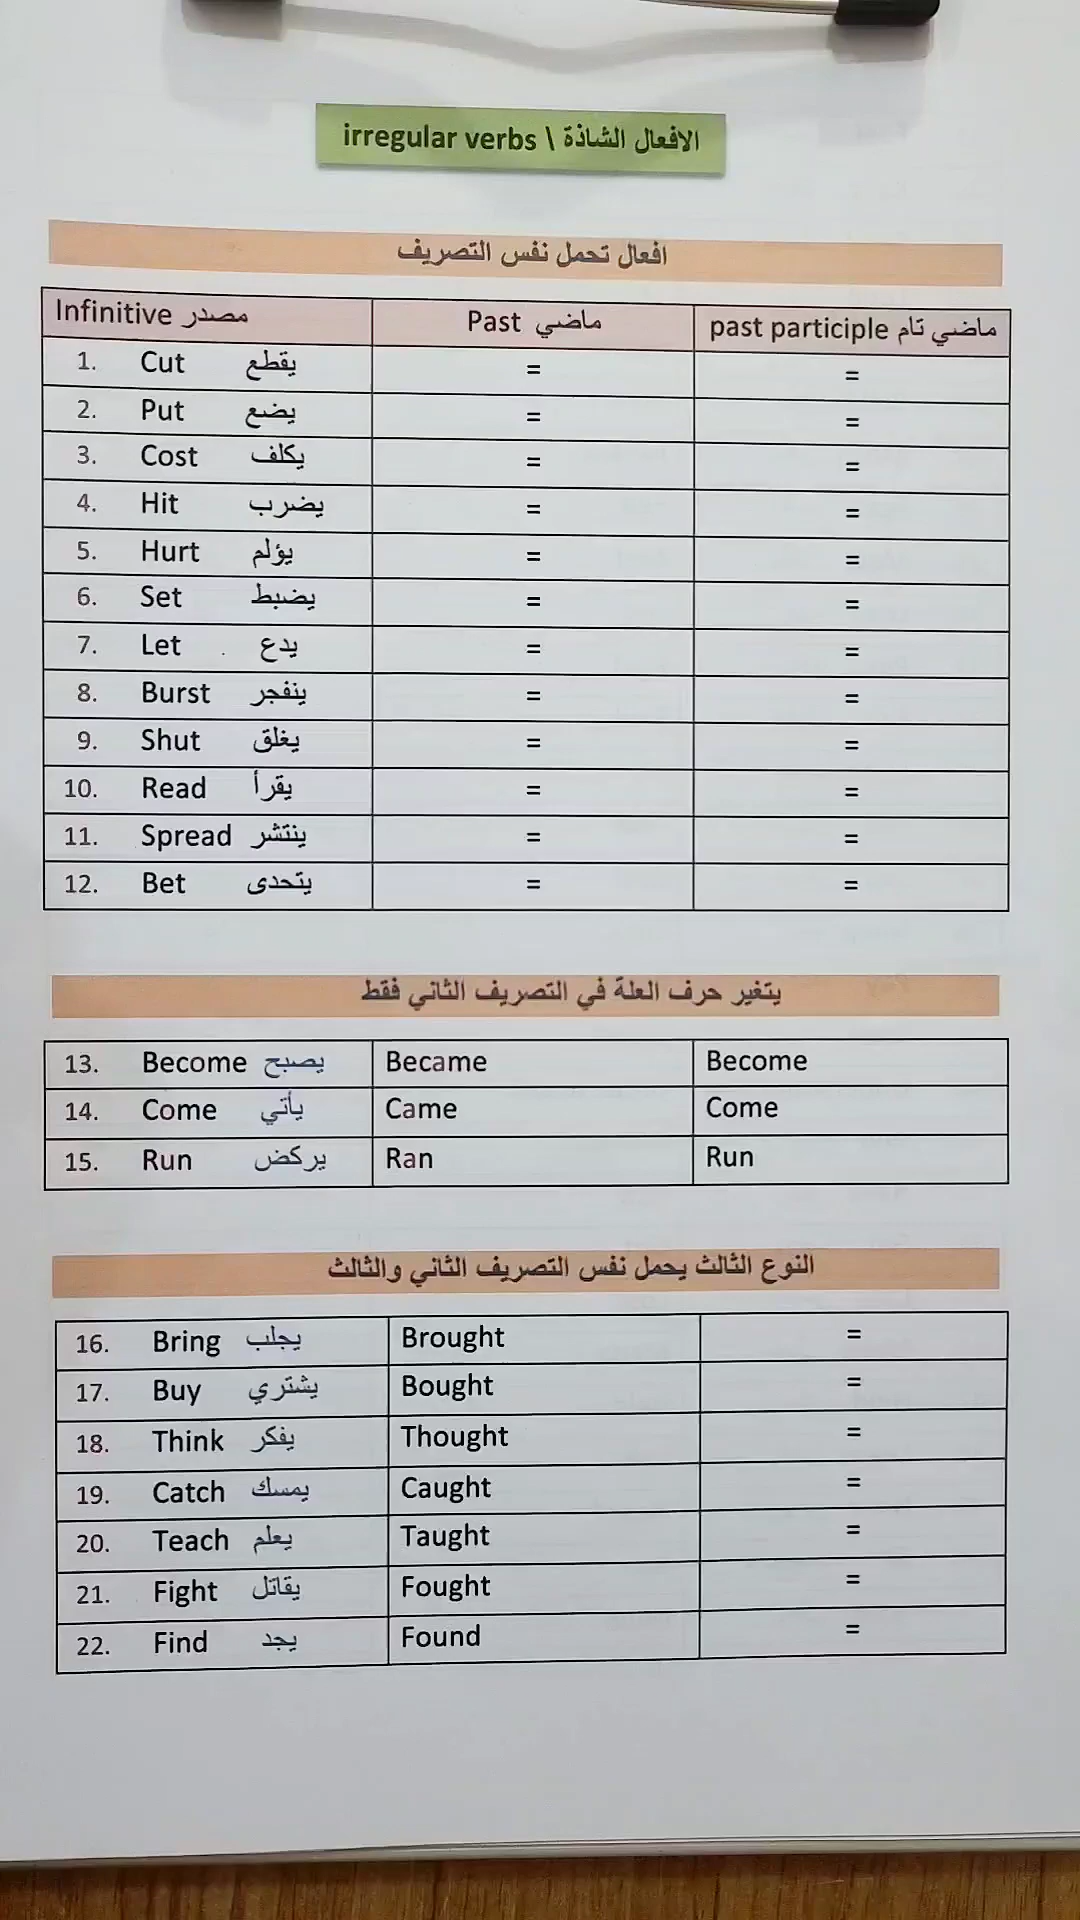 irregular verbs \ الافعال الشاذة
افعال تحمل نفس التصريف
Infinitive مصدر Past ماضي past participle ماضي تام
1. Cut يقطع = =
2. Put يضع = =
3. Cost يكلف = =
4. Hit يضرب = =
5. Hurt يؤلم = =
6. Set يضبط = =
7. Let يدع = =
8. Burst ينفجر = =
9. Shut يغلق = =
10. Read يقرأ = =
11. Spread ينتشر = =
12. Bet يتحدى = =
يتغير حرف العلة في التصريف الثاني فقط
13. Become يصبح Became Become
14. Come يأتي Came Come
15. Run يركض Ran Run
النوع الثالث يحمل نفس التصريف الثاني والثالث
16. Bring يجلب Brought =
17. Buy يشتري Bought =
18. Think يفكر Thought =
19. Catch يمسك Caught =
20. Teach يعلم Taught =
21. Fight يقاتل Fought =
22. Find يجد Found =